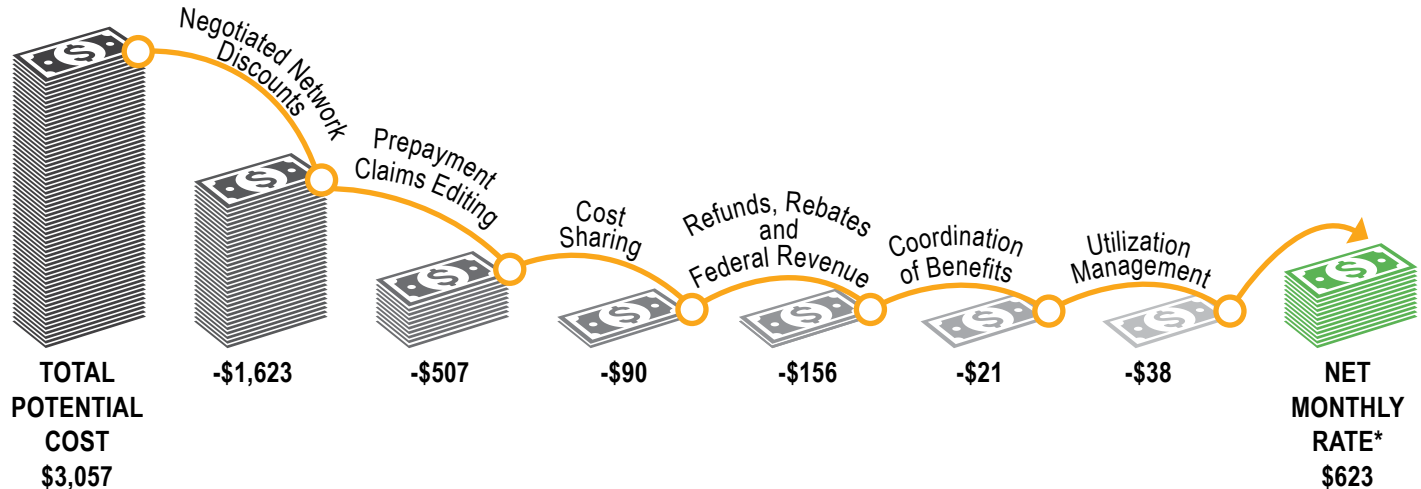 Negotiated Network
Discounts
Prepayment
Claims Editing
Cost
Sharing
Refunds, Rebates
and
Federal Revenue
Coordination
of Benefits
Utilization
Management
TOTAL
POTENTIAL
COST
$3,057
-$1,623
-$507
-$90
-$156
-$21
-$38
NET
MONTHLY
RATE*
$623